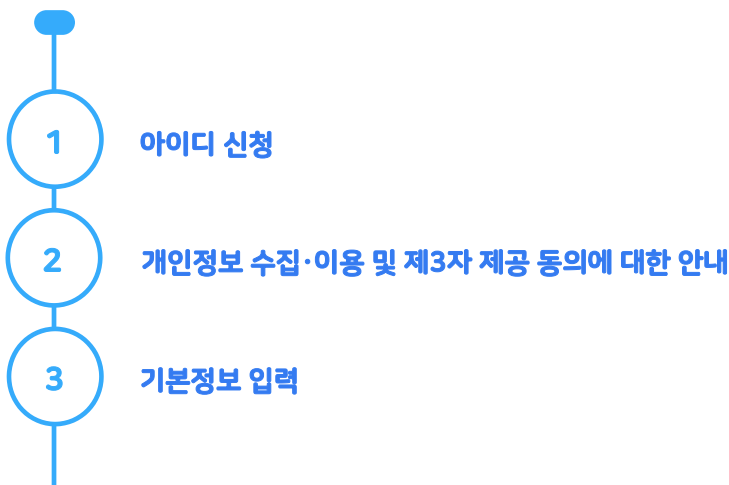 1 아이디 신청
2 개인정보 수집·이용 및 제3자 제공 동의에 대한 안내
3 기본정보 입력